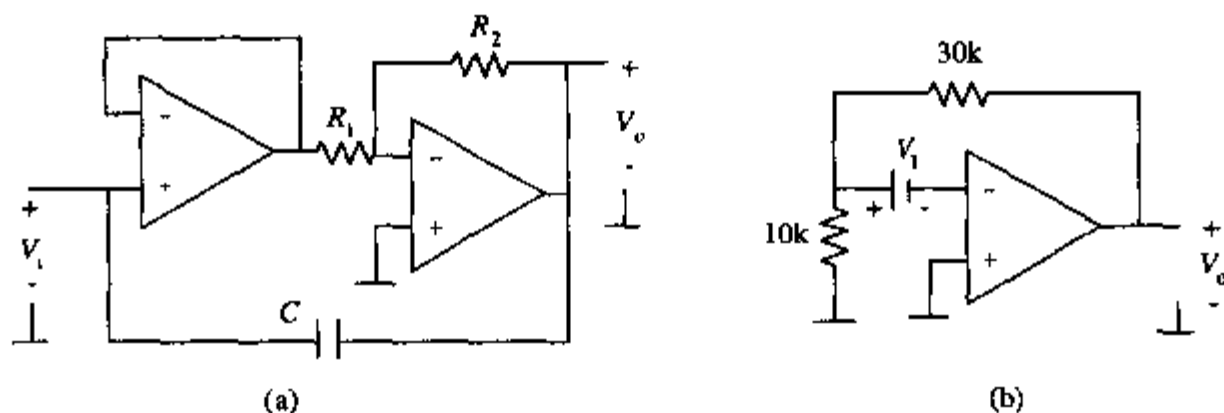 R₂
R₁
-
+
+
Vₒ
-
+
Vᵢ
-
-
+
C
(a)
30k
V₁
+ -
10k
-
+
+
Vₒ
-
(b)